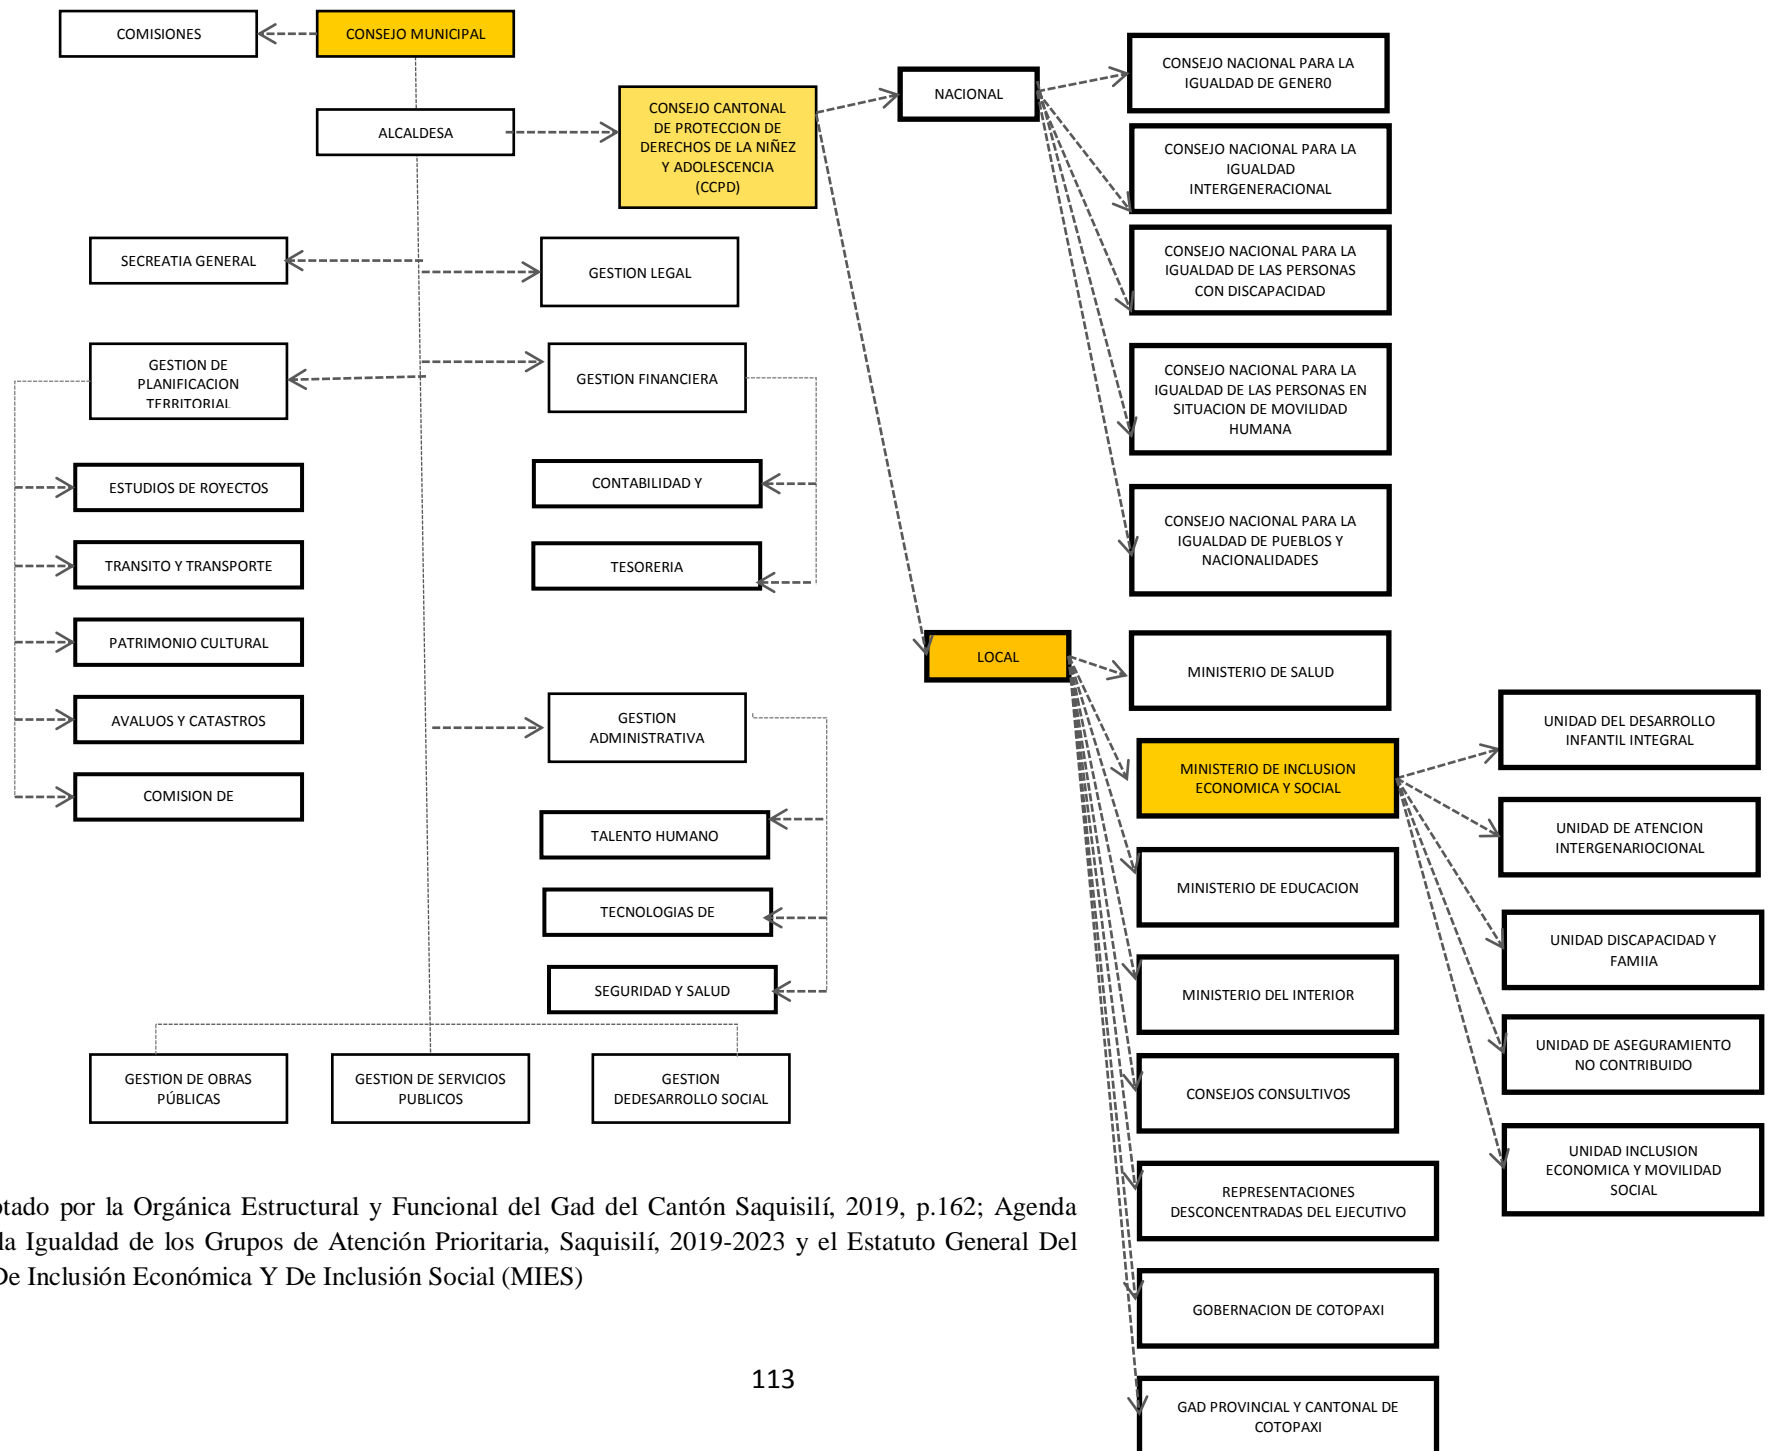 COMISIONES
CONSEJO MUNICIPAL
ALCALDESA
CONSEJO CANTONAL
DE PROTECCION DE
DERECHOS DE LA NIÑEZ
Y ADOLESCENCIA
(CCPD)
NACIONAL
CONSEJO NACIONAL PARA LA
IGUALDAD DE GENER0
CONSEJO NACIONAL PARA LA
IGUALDAD
INTERGENERACIONAL
CONSEJO NACIONAL PARA LA
IGUALDAD DE LAS PERSONAS
CON DISCAPACIDAD
CONSEJO NACIONAL PARA LA
IGUALDAD DE LAS PERSONAS EN
SITUACION DE MOVILIDAD
HUMANA
CONSEJO NACIONAL PARA LA
IGUALDAD DE PUEBLOS Y
NACIONALIDADES
SECREATIA GENERAL
GESTION LEGAL
GESTION DE
PLANIFICACION
TERRITORIAL
GESTION FINANCIERA
ESTUDIOS DE ROYECTOS
TRANSITO Y TRANSPORTE
PATRIMONIO CULTURAL
AVALUOS Y CATASTROS
COMISION DE
CONTABILIDAD Y
TESORERIA
GESTION
ADMINISTRATIVA
TALENTO HUMANO
TECNOLOGIAS DE
SEGURIDAD Y SALUD
GESTION DE OBRAS
PÚBLICAS
GESTION DE SERVICIOS
PUBLICOS
GESTION
DEDESARROLLO SOCIAL
LOCAL
MINISTERIO DE SALUD
MINISTERIO DE INCLUSION
ECONOMICA Y SOCIAL
MINISTERIO DE EDUCACION
MINISTERIO DEL INTERIOR
CONSEJOS CONSULTIVOS
REPRESENTACIONES
DESCONCENTRADAS DEL EJECUTIVO
GOBERNACION DE COTOPAXI
GAD PROVINCIAL Y CANTONAL DE
COTOPAXI
UNIDAD DEL DESARROLLO
INFANTIL INTEGRAL
UNIDAD DE ATENCION
INTERGENARIOCIONAL
UNIDAD DISCAPACIDAD Y
FAMIIA
UNIDAD DE ASEGURAMIENTO
NO CONTRIBUIDO
UNIDAD INCLUSION
ECONOMICA Y MOVILIDAD
SOCIAL
tado por la Orgánica Estructural y Funcional del Gad del Cantón Saquisilí, 2019, p.162; Agenda
la Igualdad de los Grupos de Atención Prioritaria, Saquisilí, 2019-2023 y el Estatuto General Del
De Inclusión Económica Y De Inclusión Social (MIES)
113